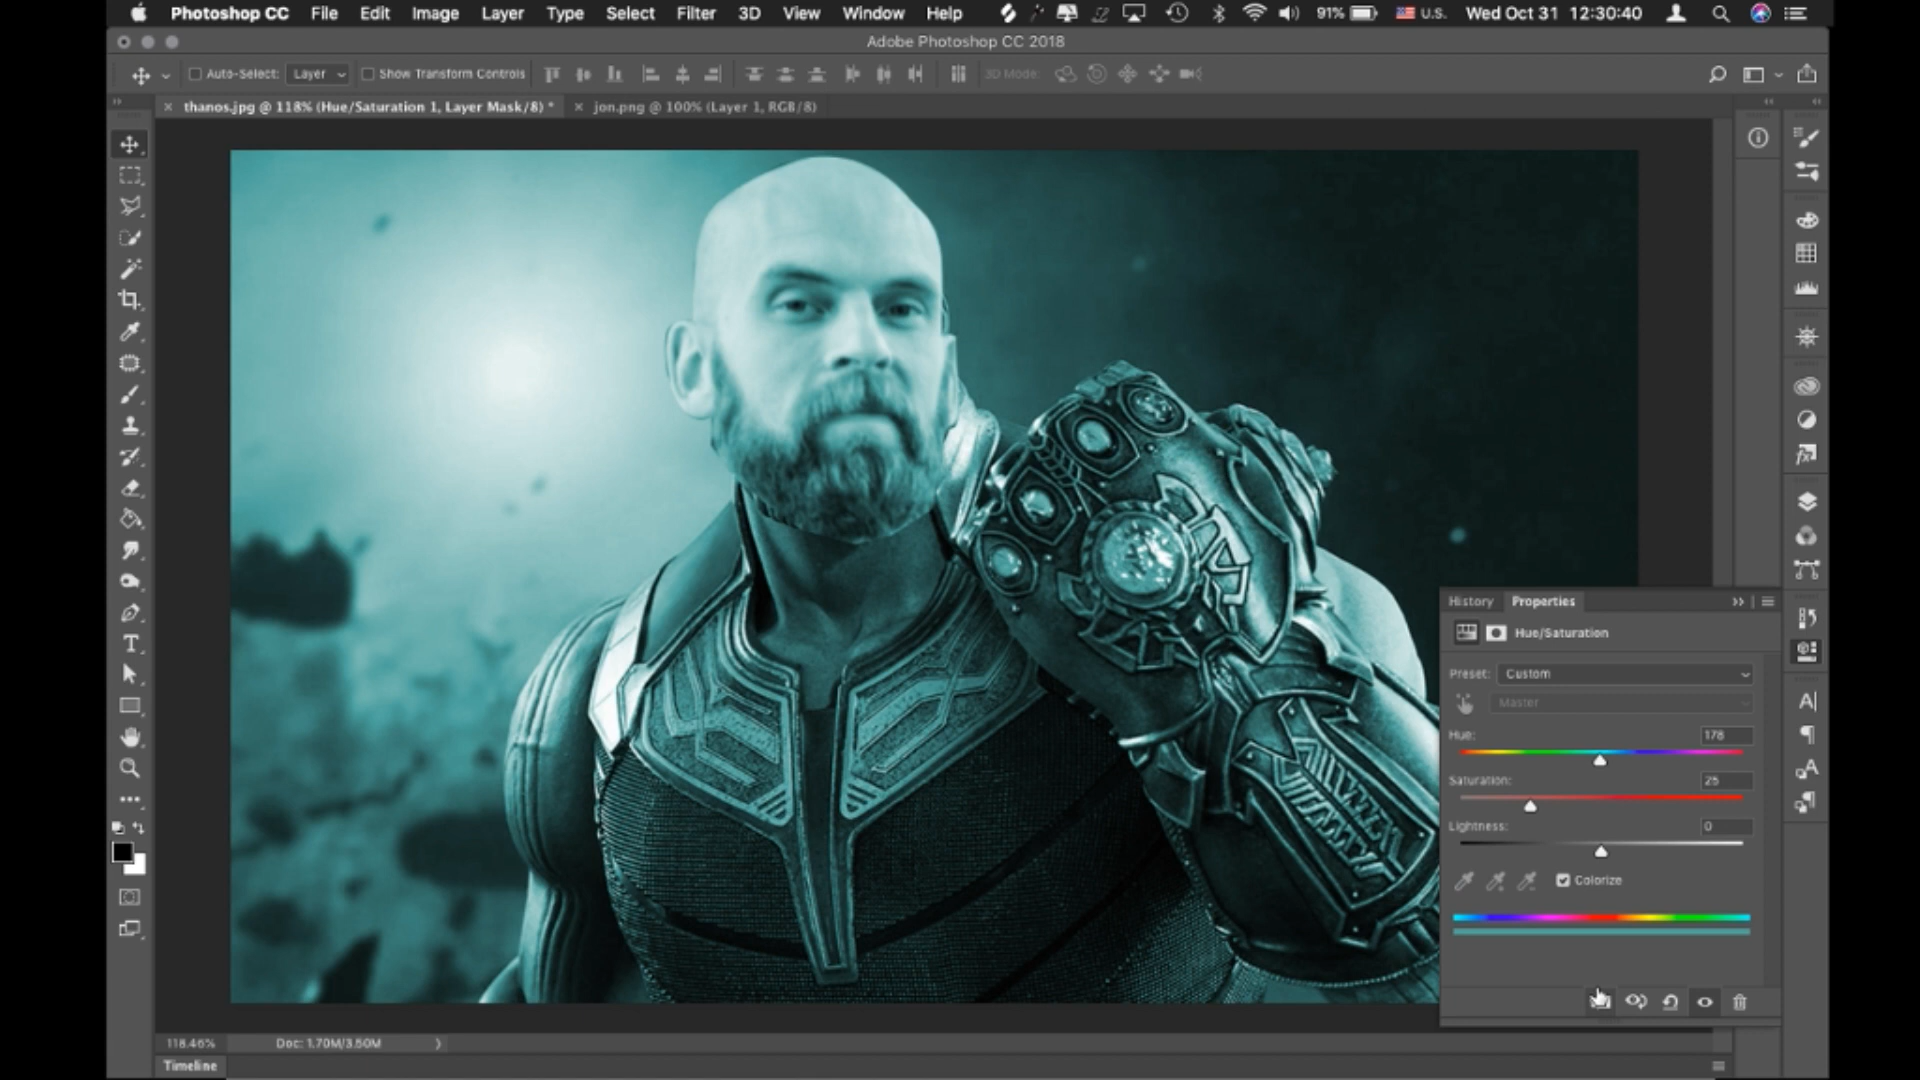 Photoshop CC File Edit Image Layer Type Select Filter 3D View Window Help 91% U.S. Wed Oct 31 12:30:40
Adobe Photoshop CC 2018
Auto-Select: Layer Show Transform Controls 3D Mode:
thanos.jpg @ 118% (Hue/Saturation 1, Layer Mask/8) * jon.png @ 100% (Layer 1, RGB/8)
History Properties
Hue/Saturation
Preset: Custom
Master
Hue: 178
Saturation: 25
Lightness: 0
Colorize
118.46% Doc: 1.70M/3.50M
Timeline